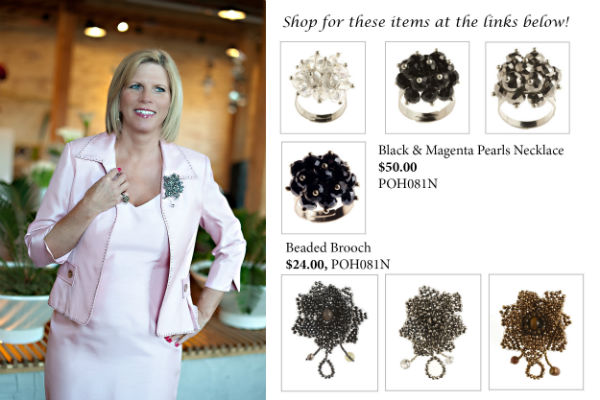 Shop for these items at the links below!
Black & Magenta Pearls Necklace
$50.00
POH081N
Beaded Brooch
$24.00, POH081N